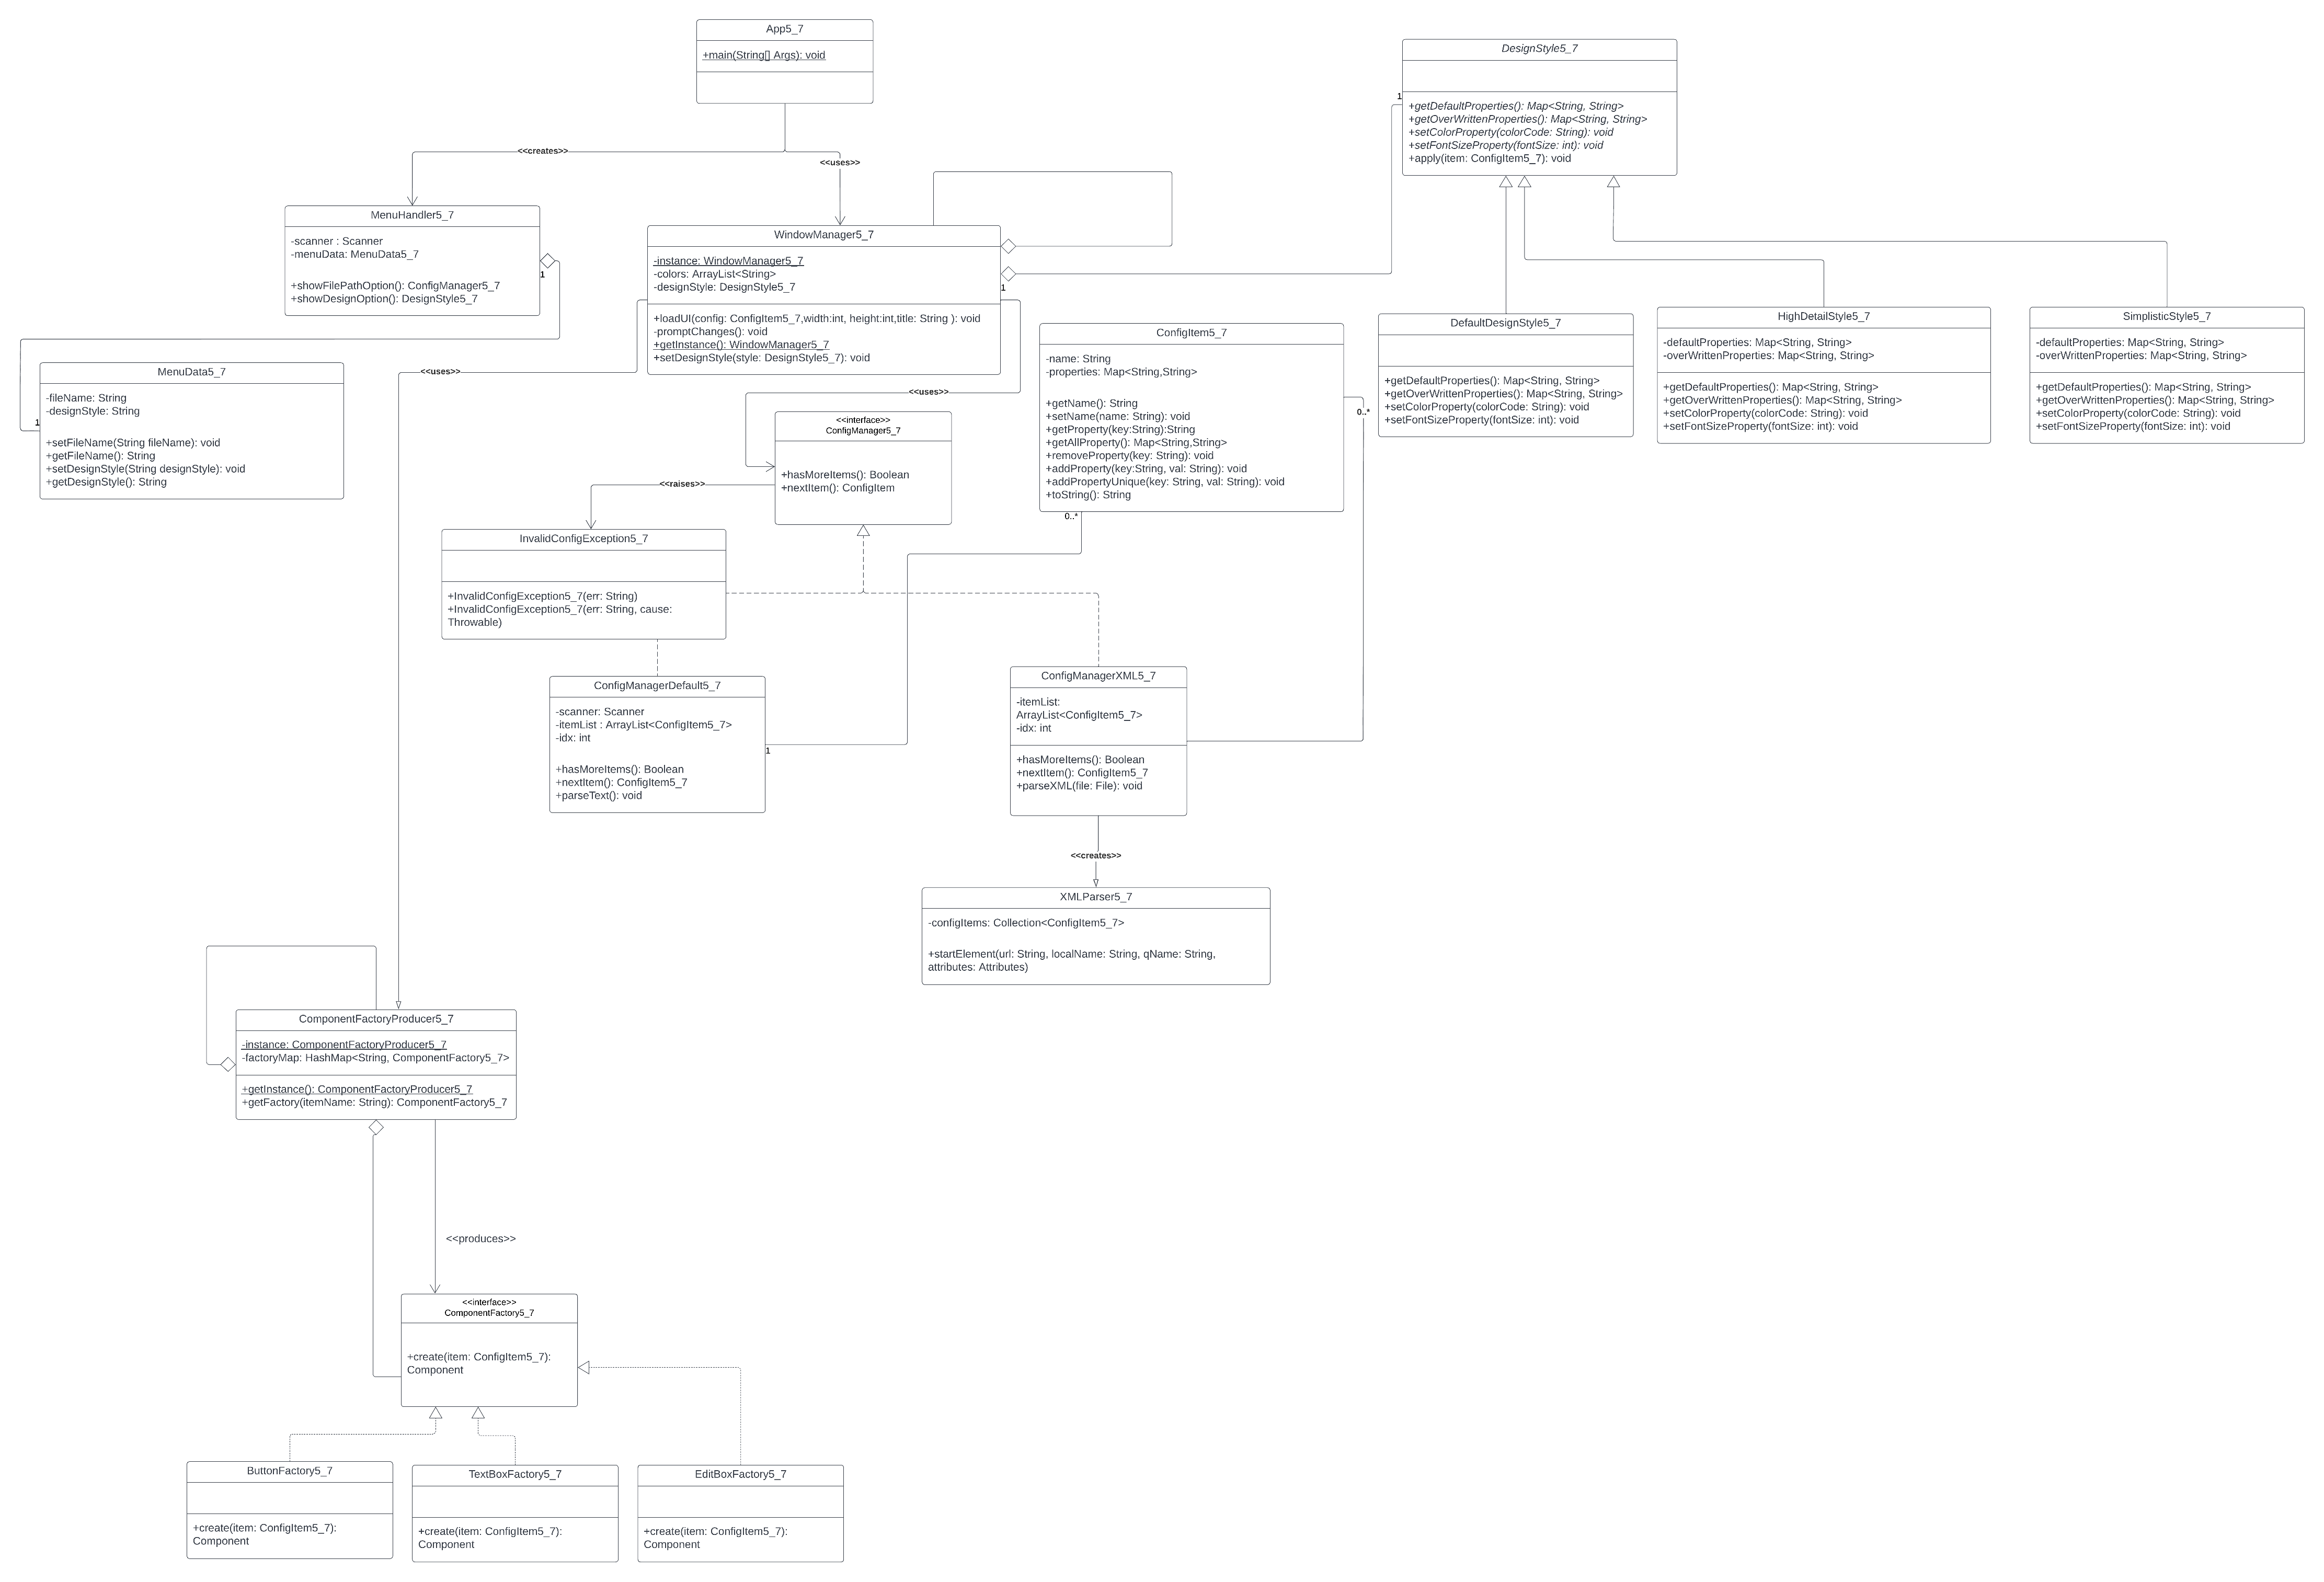 App5_7
+main(String[] Args): void
<<creates>>
<<uses>>
DesignStyle5_7
1
+getDefaultProperties(): Map<String, String>
+getOverWrittenProperties(): Map<String, String>
+setColorProperty(colorCode: String): void
+setFontSizeProperty(fontSize: int): void
+apply(item: ConfigItem5_7): void
MenuHandler5_7
-scanner : Scanner
-menuData: MenuData5_7
+showFilePathOption(): ConfigManager5_7
+showDesignOption(): DesignStyle5_7
1
WindowManager5_7
-instance: WindowManager5_7
-colors: ArrayList<String>
-designStyle: DesignStyle5_7
+loadUI(config: ConfigItem5_7,width:int, height:int,title: String ): void
-promptChanges(): void
+getInstance(): WindowManager5_7
+setDesignStyle(style: DesignStyle5_7): void
1
<<uses>>
<<uses>>
MenuData5_7
-fileName: String
-designStyle: String
+setFileName(String fileName): void
+getFileName(): String
+setDesignStyle(String designStyle): void
+getDesignStyle(): String
1
ConfigItem5_7
-name: String
-properties: Map<String,String>
+getName(): String
+setName(name: String): void
+getProperty(key:String):String
+getAllProperty(): Map<String,String>
+removeProperty(key: String): void
+addProperty(key:String, val: String): void
+addPropertyUnique(key: String, val: String): void
+toString(): String
0..*
0..*
DefaultDesignStyle5_7
+getDefaultProperties(): Map<String, String>
+getOverWrittenProperties(): Map<String, String>
+setColorProperty(colorCode: String): void
+setFontSizeProperty(fontSize: int): void
HighDetailStyle5_7
-defaultProperties: Map<String, String>
-overWrittenProperties: Map<String, String>
+getDefaultProperties(): Map<String, String>
+getOverWrittenProperties(): Map<String, String>
+setColorProperty(colorCode: String): void
+setFontSizeProperty(fontSize: int): void
SimplisticStyle5_7
-defaultProperties: Map<String, String>
-overWrittenProperties: Map<String, String>
+getDefaultProperties(): Map<String, String>
+getOverWrittenProperties(): Map<String, String>
+setColorProperty(colorCode: String): void
+setFontSizeProperty(fontSize: int): void
<<interface>>
ConfigManager5_7
+hasMoreItems(): Boolean
+nextItem(): ConfigItem
<<raises>>
InvalidConfigException5_7
+InvalidConfigException5_7(err: String)
+InvalidConfigException5_7(err: String, cause:
Throwable)
ConfigManagerDefault5_7
-scanner: Scanner
-itemList : ArrayList<ConfigItem5_7>
-idx: int
+hasMoreItems(): Boolean
+nextItem(): ConfigItem5_7
+parseText(): void
1
ConfigManagerXML5_7
-itemList:
ArrayList<ConfigItem5_7>
-idx: int
+hasMoreItems(): Boolean
+nextItem(): ConfigItem5_7
+parseXML(file: File): void
<<creates>>
XMLParser5_7
-configItems: Collection<ConfigItem5_7>
+startElement(url: String, localName: String, qName: String,
attributes: Attributes)
ComponentFactoryProducer5_7
-instance: ComponentFactoryProducer5_7
-factoryMap: HashMap<String, ComponentFactory5_7>
+getInstance(): ComponentFactoryProducer5_7
+getFactory(itemName: String): ComponentFactory5_7
<<produces>>
<<interface>>
ComponentFactory5_7
+create(item: ConfigItem5_7):
Component
ButtonFactory5_7
+create(item: ConfigItem5_7):
Component
TextBoxFactory5_7
+create(item: ConfigItem5_7):
Component
EditBoxFactory5_7
+create(item: ConfigItem5_7):
Component